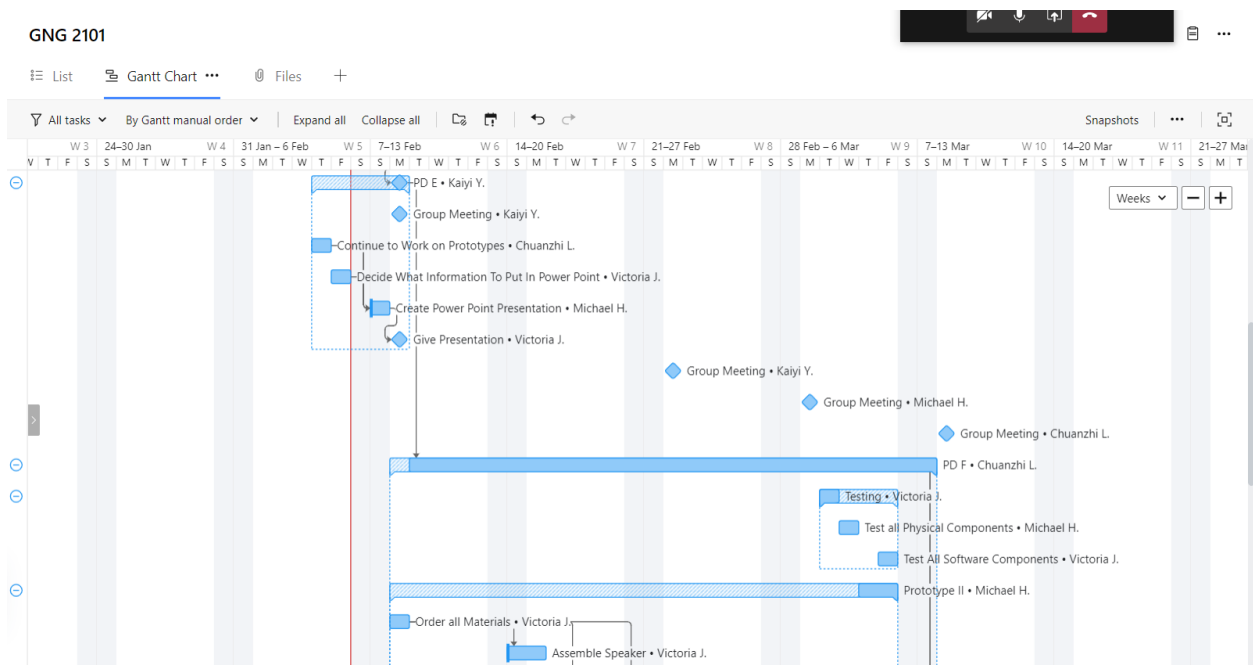 GNG 2101
List Gantt Chart ••• Files +
All tasks By Gantt manual order Expand all Collapse all Snapshots •••
W 3 24–30 Jan W 4 31 Jan – 6 Feb W 5 7–13 Feb W 6 14–20 Feb W 7 21–27 Feb W 8 28 Feb – 6 Mar W 9 7–13 Mar W 10 14–20 Mar W 11 21–27 Mar
W T F S S M T W T F S S M T W T F S S M T W T F S S M T W T F S S M T W T F S S M T W T F S S M T W T F S S M T W T F S S M T
PD E • Kaiyi Y.
Weeks
Group Meeting • Kaiyi Y.
Continue to Work on Prototypes • Chuanzhi L.
Decide What Information To Put In Power Point • Victoria J.
Create Power Point Presentation • Michael H.
Give Presentation • Victoria J.
Group Meeting • Kaiyi Y.
Group Meeting • Michael H.
Group Meeting • Chuanzhi L.
PD F • Chuanzhi L.
Testing • Victoria J.
Test all Physical Components • Michael H.
Test All Software Components • Victoria J.
Prototype II • Michael H.
Order all Materials • Victoria J.
Assemble Speaker • Victoria J.